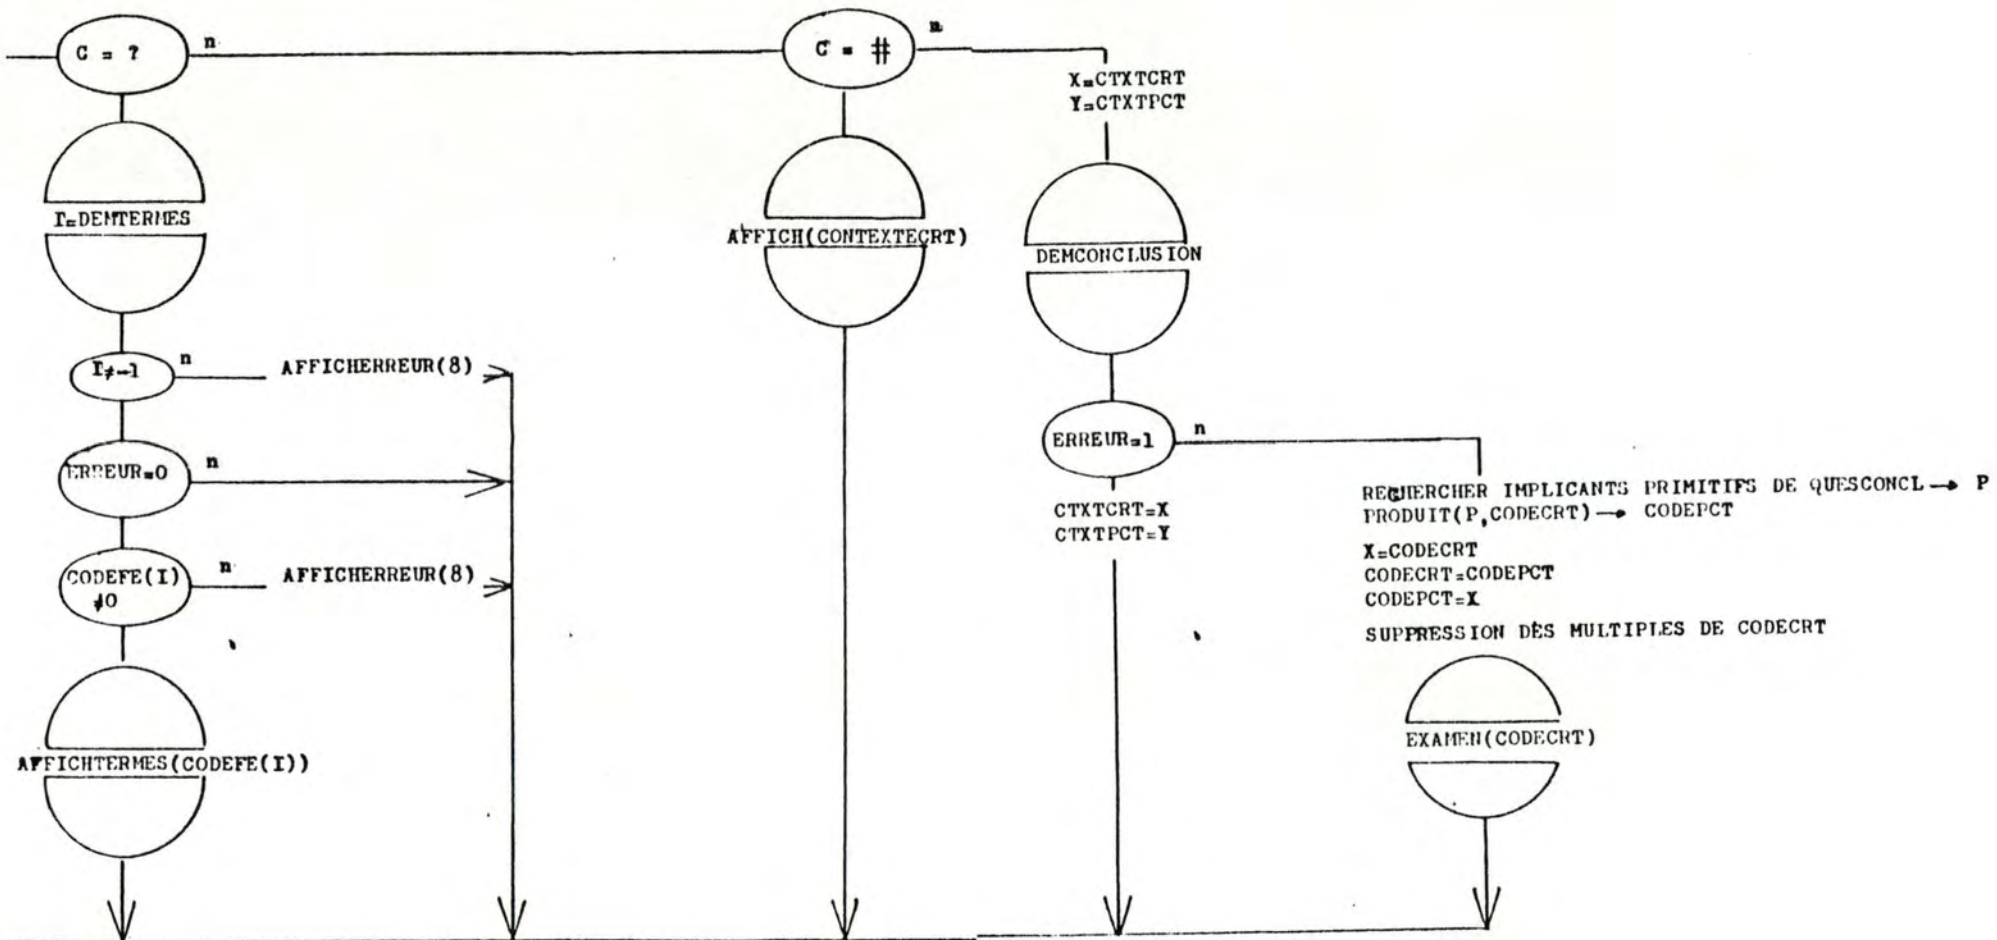 C = ?
n
C = #
n
X=CTXTCRT
Y=CTXTPCT
I=DEMTERMES
AFFICH(CONTEXTECRT)
DEMCONCLUSION
I≠-1
n
AFFICHERREUR(8)
ERREUR=0
n
ERREUR=1
n
CTXTCRT=X
CTXTPCT=Y
RECHERCHER IMPLICANTS PRIMITIFS DE QUESCONCL → P
PRODUIT(P,CODECRT) → CODEPCT
X=CODECRT
CODECRT=CODEPCT
CODEPCT=X
SUPPRESSION DES MULTIPLES DE CODECRT
CODEFE(I)
≠0
n
AFFICHERREUR(8)
AFFICHTERMES(CODEFE(I))
EXAMEN(CODECRT)